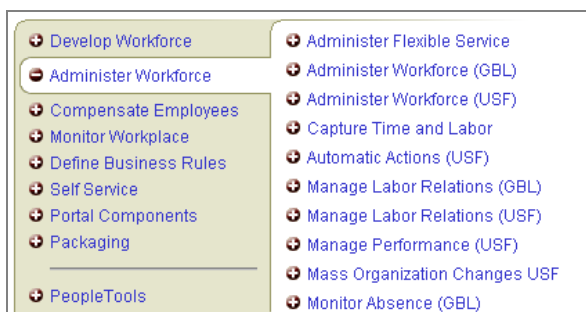 Develop Workforce
Administer Workforce
Compensate Employees
Monitor Workplace
Define Business Rules
Self Service
Portal Components
Packaging
PeopleTools
Administer Flexible Service
Administer Workforce (GBL)
Administer Workforce (USF)
Capture Time and Labor
Automatic Actions (USF)
Manage Labor Relations (GBL)
Manage Labor Relations (USF)
Manage Performance (USF)
Mass Organization Changes USF
Monitor Absence (GBL)